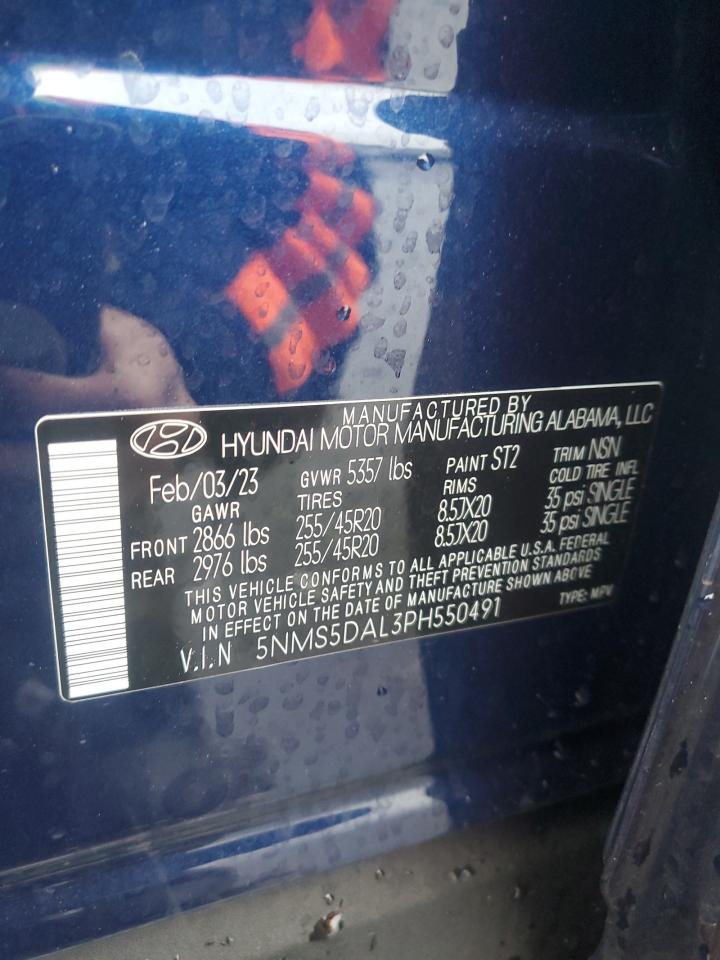 MANUFACTURED BY
HYUNDAI MOTOR MANUFACTURING ALABAMA, LLC
Feb/03/23 GVWR 5357 lbs PAINT ST2 TRIM NSN
GAWR TIRES RIMS COLD TIRE INFL
FRONT 2866 lbs 255/45R20 8.5JX20 35 psi SINGLE
REAR 2976 lbs 255/45R20 8.5JX20 35 psi SINGLE
THIS VEHICLE CONFORMS TO ALL APPLICABLE U.S.A. FEDERAL
MOTOR VEHICLE SAFETY AND THEFT PREVENTION STANDARDS
IN EFFECT ON THE DATE OF MANUFACTURE SHOWN ABOVE
V.I.N 5NMS5DAL3PH550491 TYPE: MPV